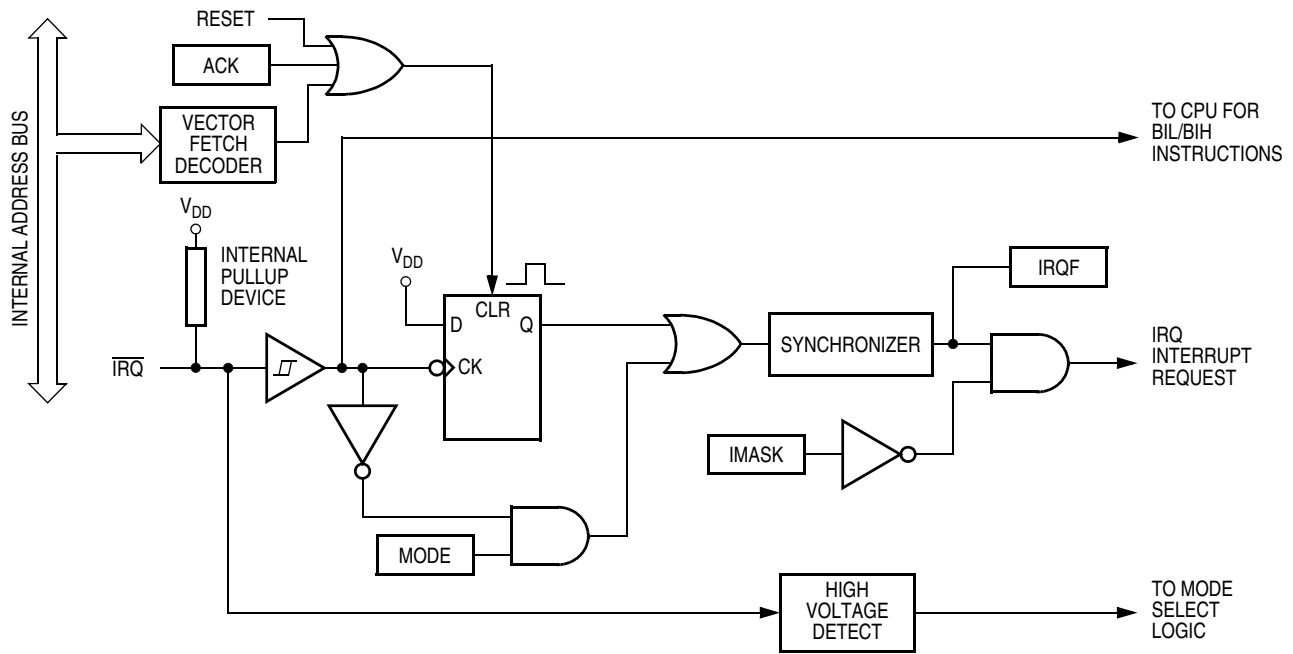 RESET
ACK
VECTOR
FETCH
DECODER
INTERNAL ADDRESS BUS
TO CPU FOR
BIL/BIH
INSTRUCTIONS
VDD
INTERNAL
PULLUP
DEVICE
VDD
CLR
D
Q
CK
IRQF
SYNCHRONIZER
IRQ
IRQ
INTERRUPT
REQUEST
IMASK
MODE
HIGH
VOLTAGE
DETECT
TO MODE
SELECT
LOGIC